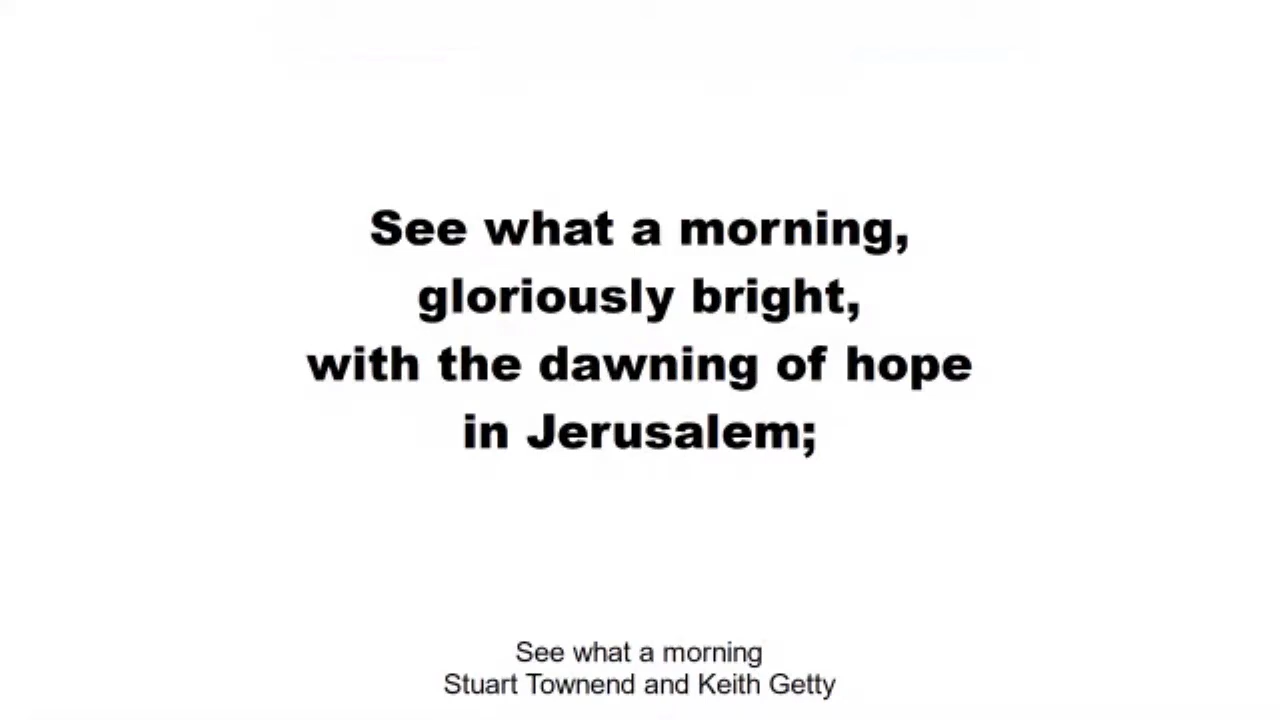 See what a morning,
gloriously bright,
with the dawning of hope
in Jerusalem;
See what a morning
Stuart Townend and Keith Getty